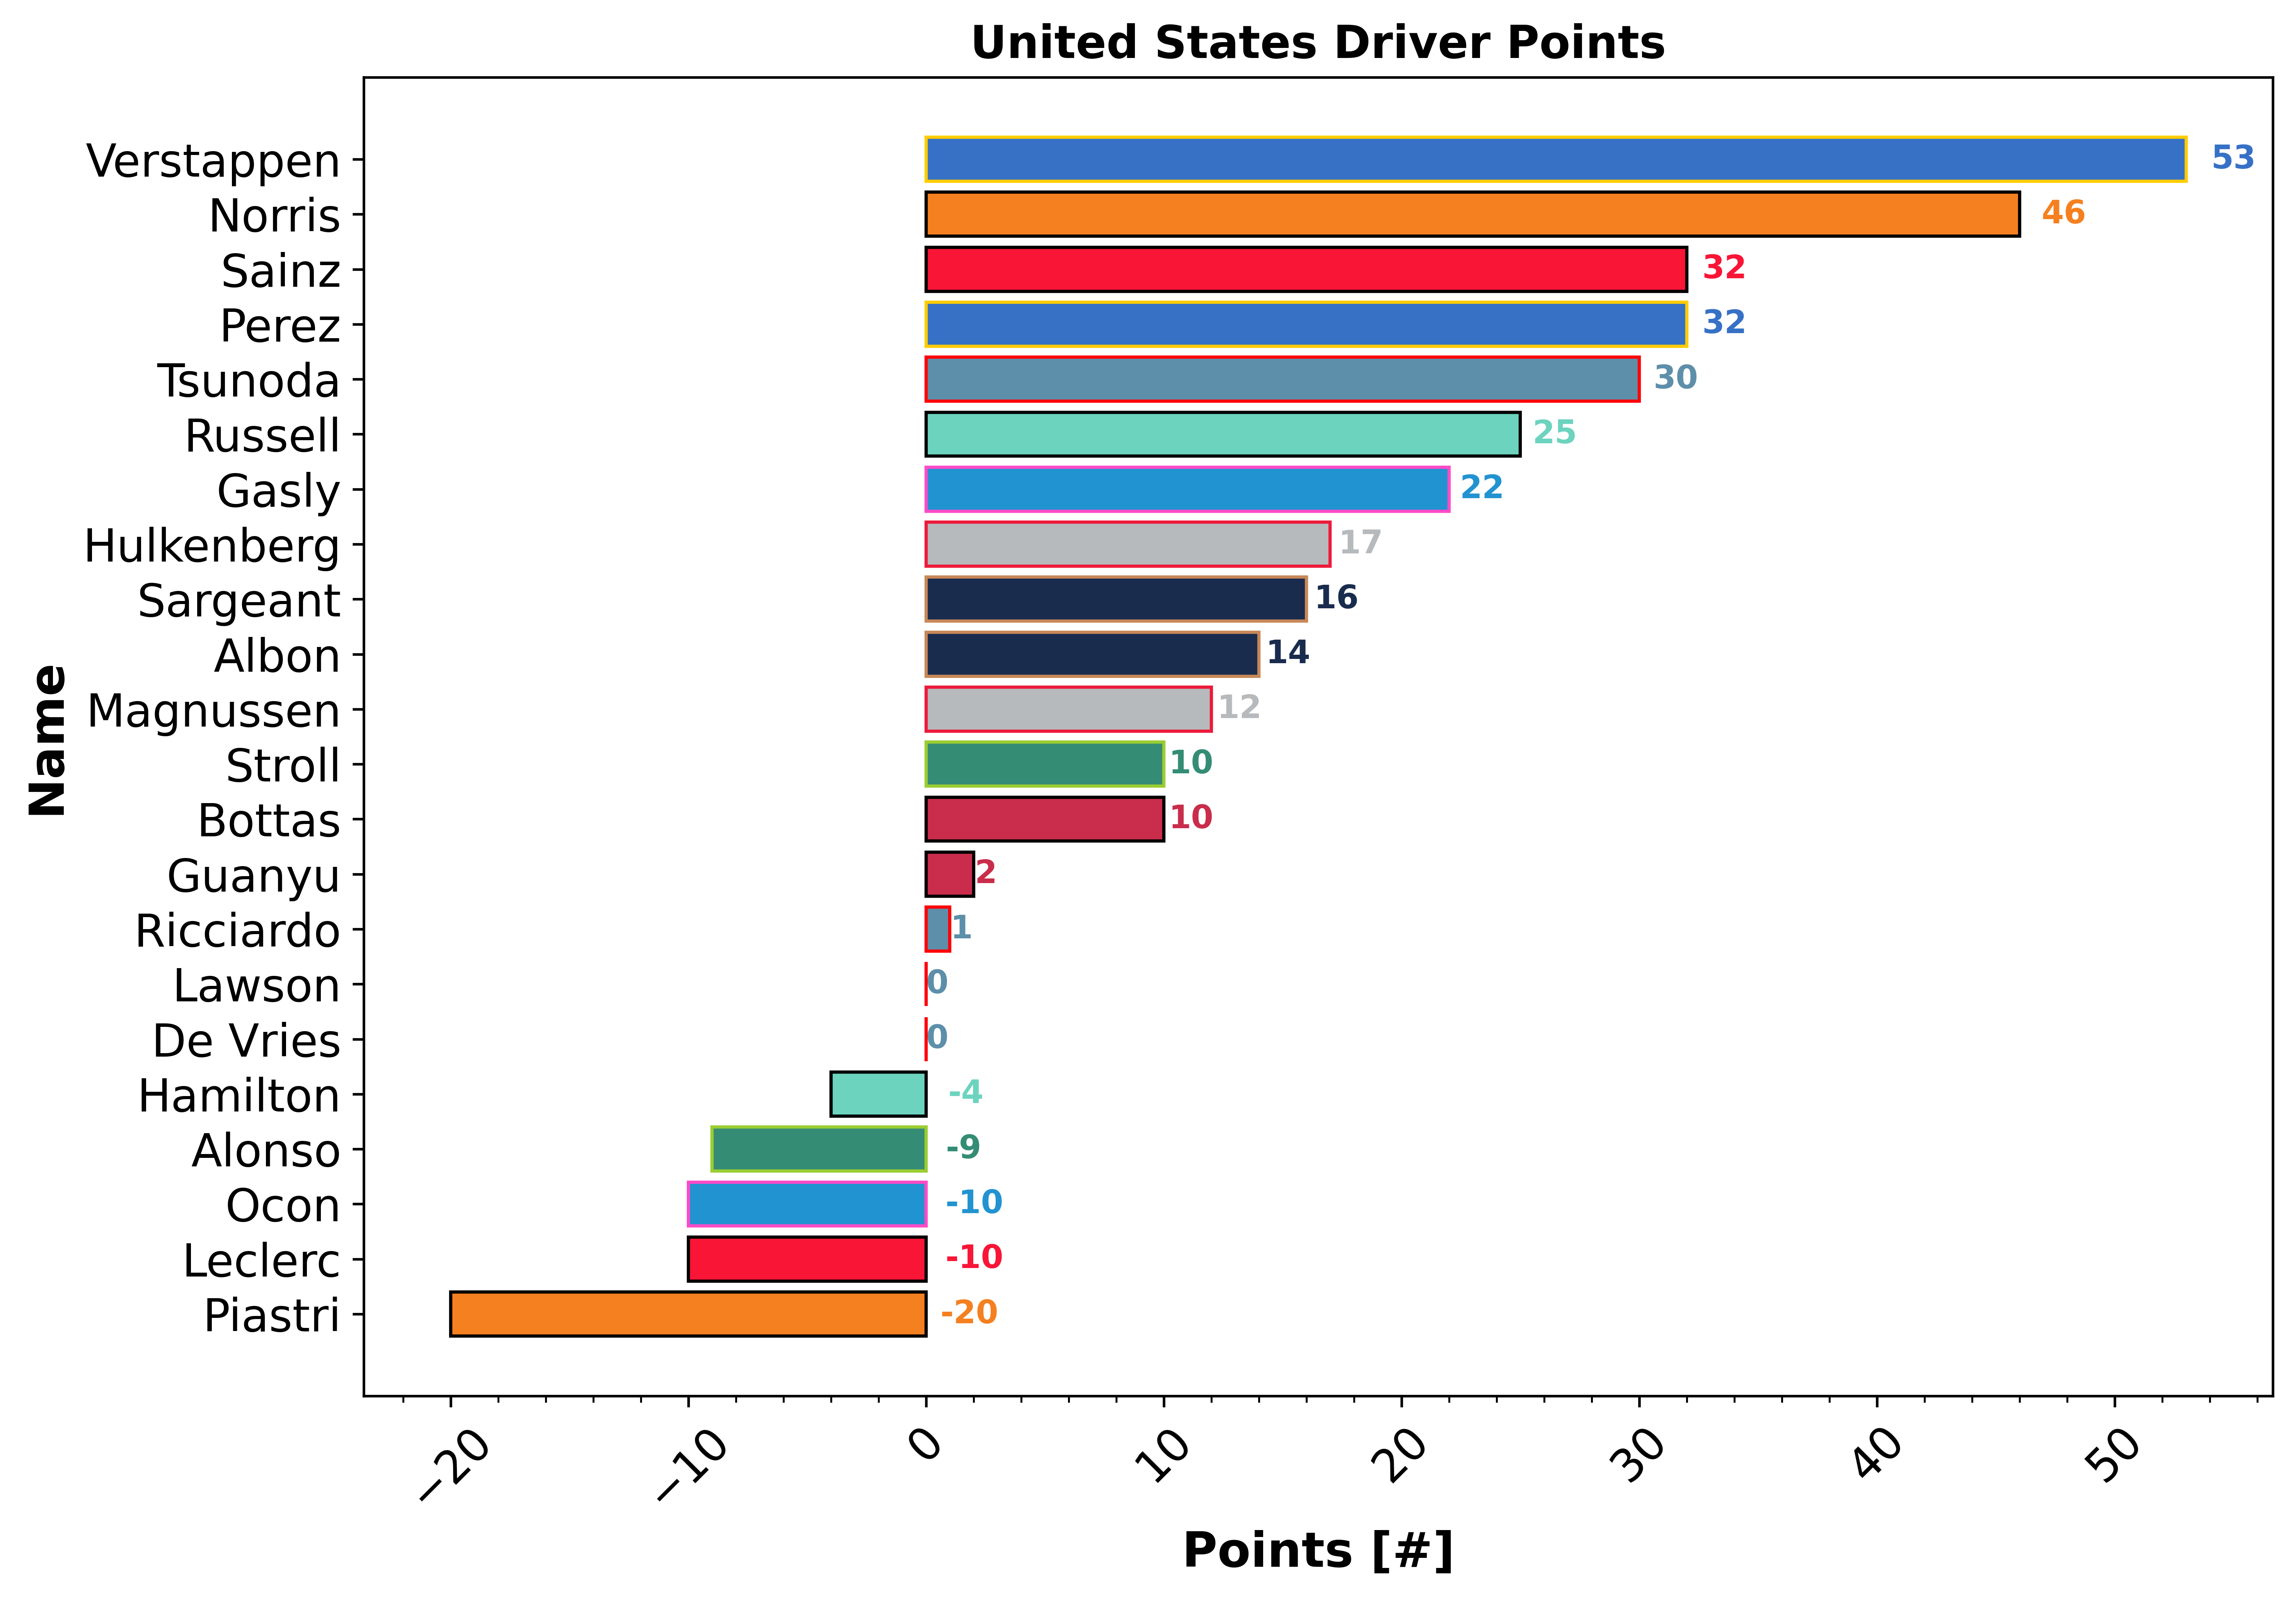 United States Driver Points
Name
Verstappen 53
Norris 46
Sainz 32
Perez 32
Tsunoda 30
Russell 25
Gasly 22
Hulkenberg 17
Sargeant 16
Albon 14
Magnussen 12
Stroll 10
Bottas 10
Guanyu 2
Ricciardo 1
Lawson 0
De Vries 0
Hamilton -4
Alonso -9
Ocon -10
Leclerc -10
Piastri -20
−20 −10 0 10 20 30 40 50
Points [#]